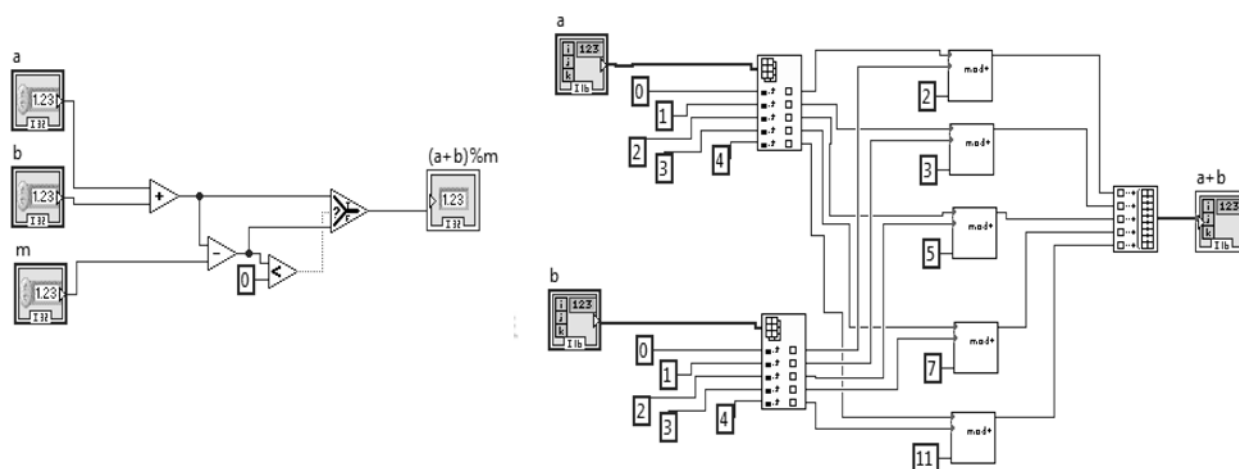 a
1.23
I32
b
1.23
I32
+
(a+b)%m
1.23
I32
?
T
F
m
1.23
I32
-
0
<
a
i
j
k
123
I16
0
1
2
3
4
mod+
2
mod+
3
mod+
5
mod+
7
mod+
11
b
i
j
k
123
I16
0
1
2
3
4
a+b
i
j
k
123
I16